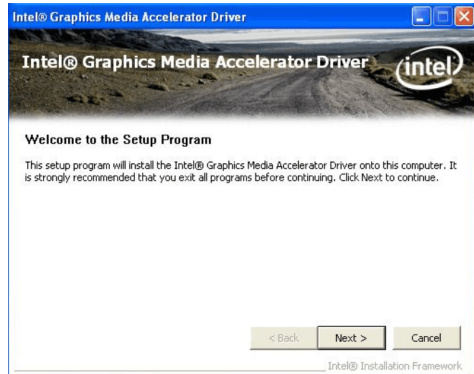 Intel® Graphics Media Accelerator Driver
Intel® Graphics Media Accelerator Driver
intel
Welcome to the Setup Program
This setup program will install the Intel® Graphics Media Accelerator Driver onto this computer. It
is strongly recommended that you exit all programs before continuing. Click Next to continue.
< Back Next > Cancel
Intel® Installation Framework